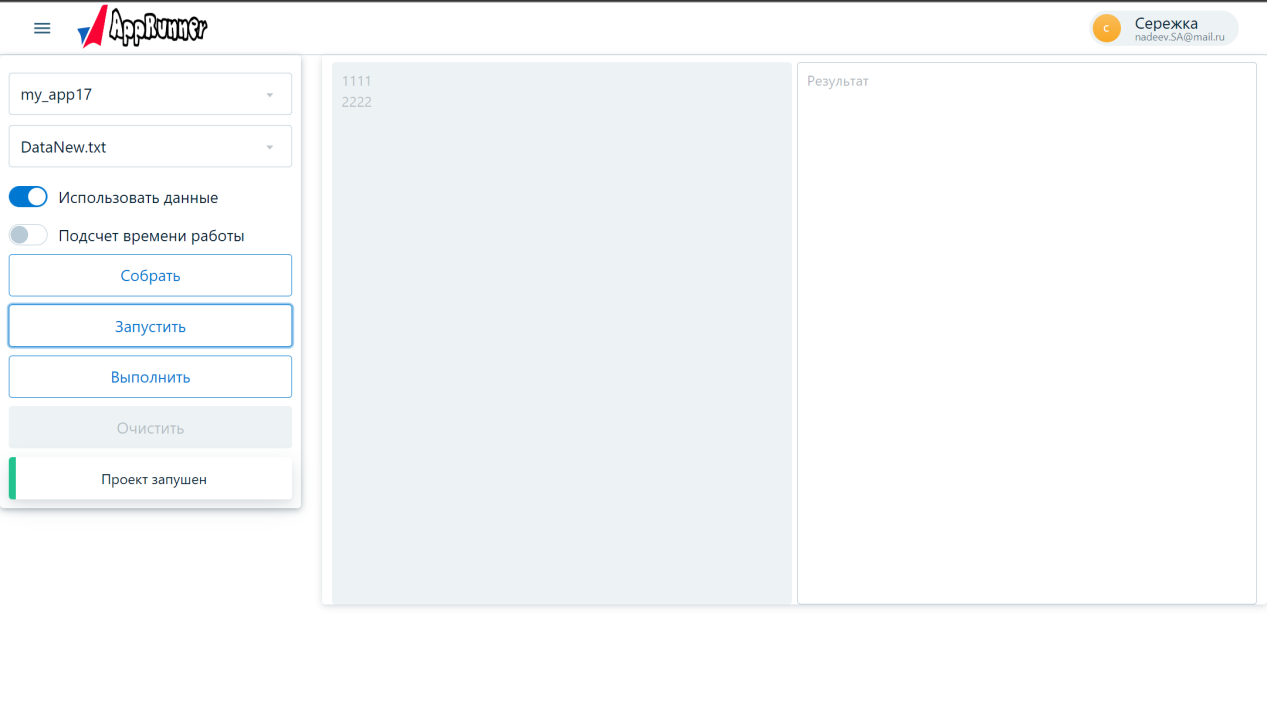 AppRunner
с
Сережка
nadeev.SA@mail.ru
my_app17
DataNew.txt
Использовать данные
Подсчет времени работы
Собрать
Запустить
Выполнить
Очистить
Проект запушен
1111
2222
Результат